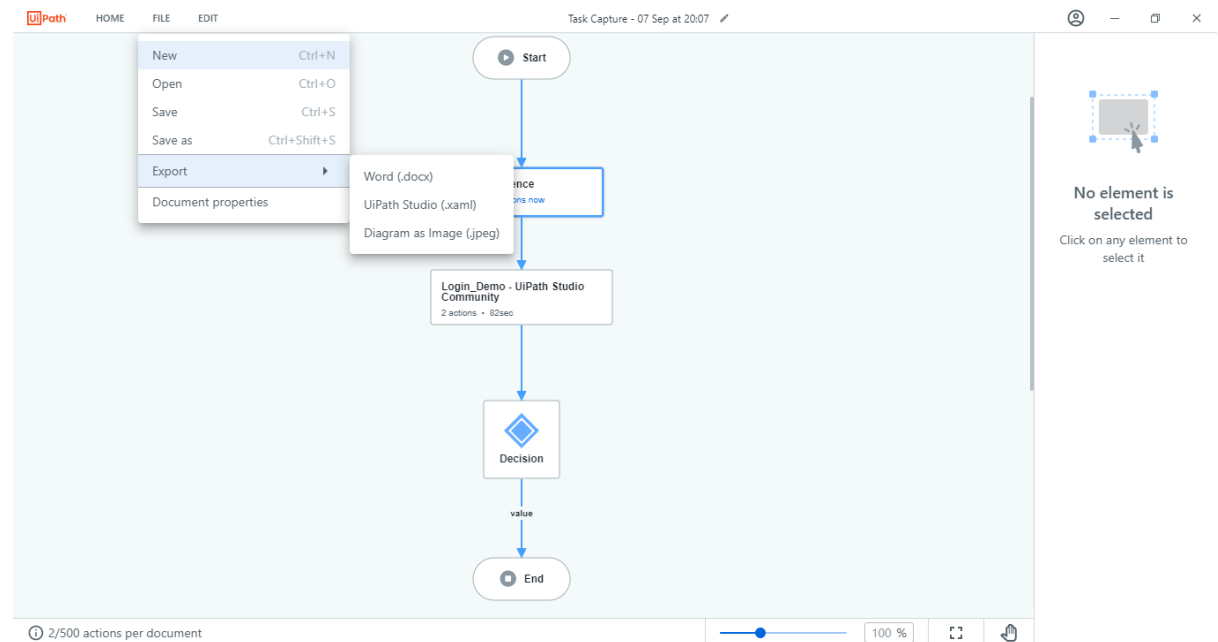 UiPath HOME FILE EDIT Task Capture - 07 Sep at 20:07
New Ctrl+N
Open Ctrl+O
Save Ctrl+S
Save as Ctrl+Shift+S
Export
Document properties
Word (.docx)
UiPath Studio (.xaml)
Diagram as Image (.jpeg)
Start
ence
ons now
Login_Demo - UiPath Studio
Community
2 actions • 82sec
Decision
value
End
No element is
selected
Click on any element to
select it
2/500 actions per document
100 %